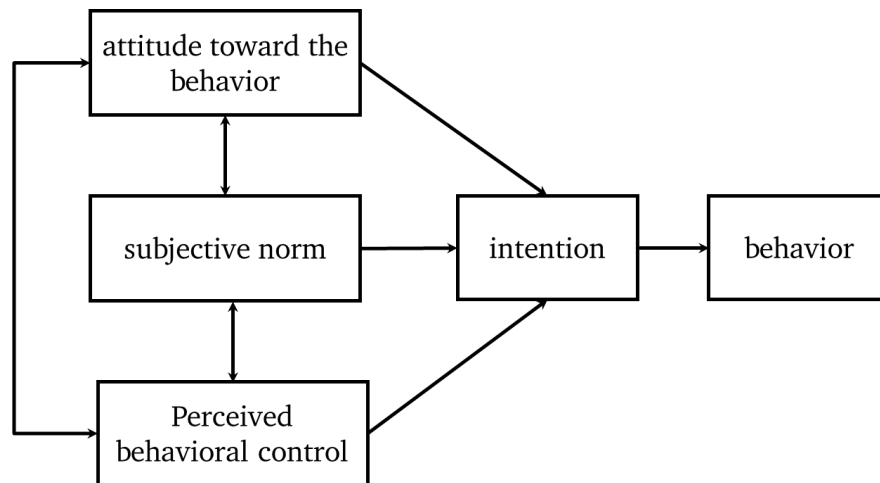 attitude toward the
behavior
subjective norm
intention
behavior
Perceived
behavioral control